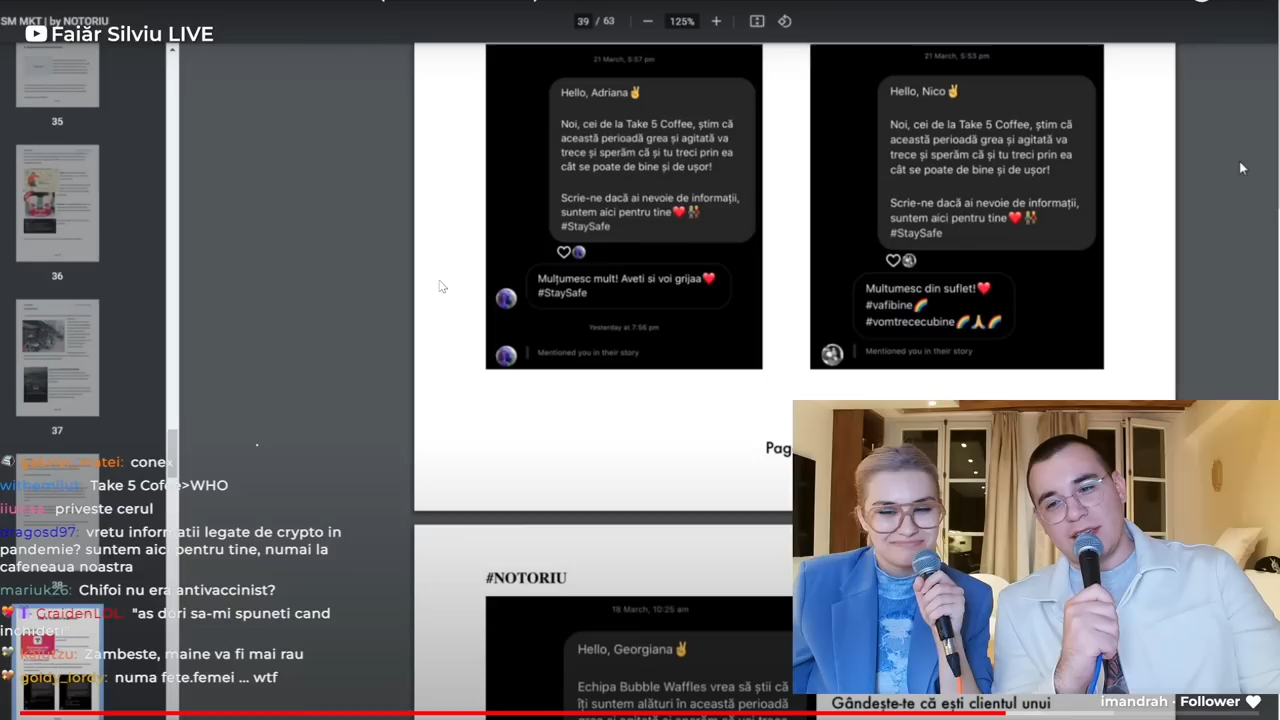 SM MKT | by NOTORIU
Faiăr Silviu LIVE
39 / 63
125%
35
36
37
38
21 March, 5:57 pm
Hello, Adriana✌️
Noi, cei de la Take 5 Coffee, știm că
această perioadă grea și agitată va
trece și sperăm că și tu treci prin ea
cât se poate de bine și de ușor!
Scrie-ne dacă ai nevoie de informații,
suntem aici pentru tine❤️👫
#StaySafe
Mulțumesc mult! Aveti si voi grijaa❤️
#StaySafe
Yesterday at 7:56 pm
Mentioned you in their story
21 March, 5:53 pm
Hello, Nico✌️
Noi, cei de la Take 5 Coffee, știm că
această perioadă grea și agitată va
trece și sperăm că și tu treci prin ea
cât se poate de bine și de ușor!
Scrie-ne dacă ai nevoie de informații,
suntem aici pentru tine❤️👫
#StaySafe
Multumesc din suflet!❤️
#vafibine🌈
#vomtrececubine🌈🙏🌈
Mentioned you in their story
Pag
#NOTORIU
18 March, 10:25 am
Hello, Georgiana✌️
Echipa Bubble Waffles vrea să știi că
îți suntem alături în această perioadă
conex
Take 5 Cofee>WHO
priveste cerul
dragosd97: vretu informatii legate de crypto in
pandemie? suntem aici pentru tine, numai la
cafeneaua noastra
mariuk26: Chifoi nu era antivaccinist?
CraidenLOL: "as dori sa-mi spuneti cand
inchideti"
Zambeste, maine va fi mai rau
goldy_lordy: numa fete.femei ... wtf
Gândește-te că ești clientul unui
imandrah · Follower